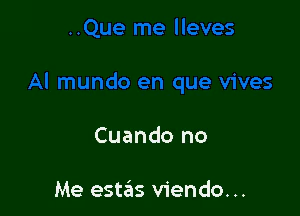 ..Que me lleves
Al mundo en que vives
Cuando no
Me estás viendo...